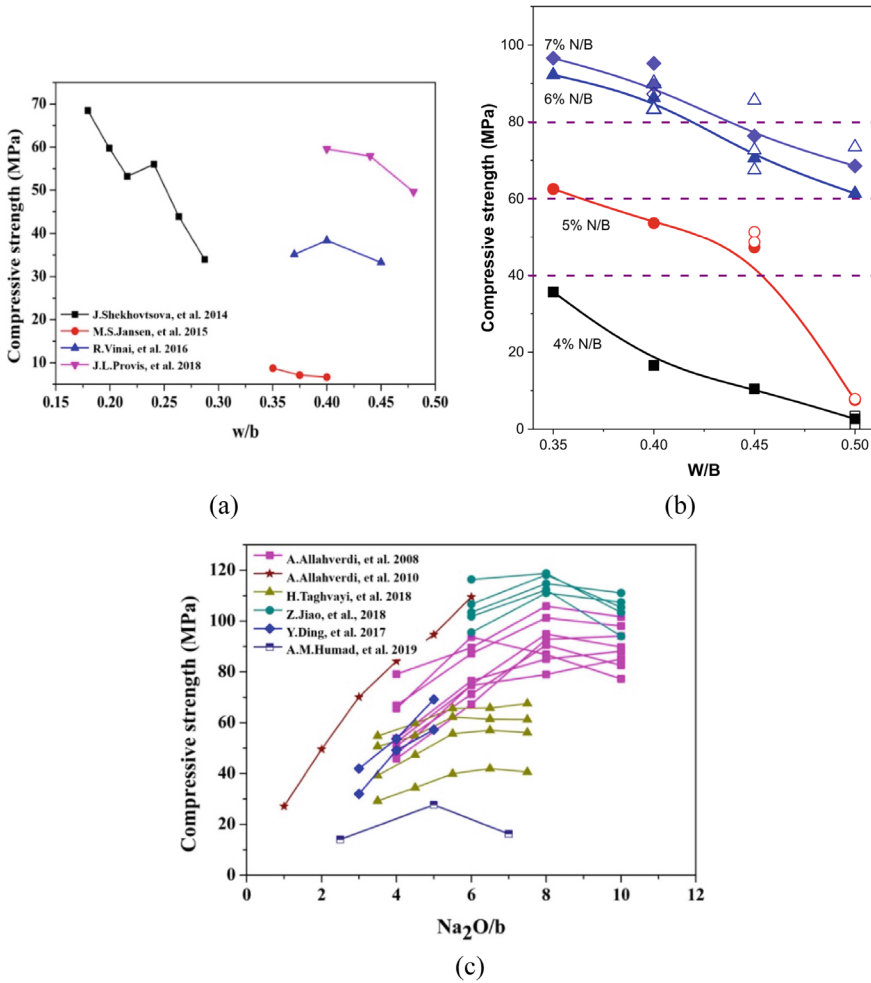 Compressive strength (MPa)
70
60
50
40
30
20
10
J.Shekhovtsova, et al. 2014
M.S.Jansen, et al. 2015
R.Vinai, et al. 2016
J.L.Provis, et al. 2018
0.15 0.20 0.25 0.30 0.35 0.40 0.45 0.50
w/b
(a)
Compressive strength (MPa)
100
80
60
40
20
0
7% N/B
6% N/B
5% N/B
4% N/B
0.35 0.40 0.45 0.50
W/B
(b)
Compressive strength (MPa)
120
100
80
60
40
20
0
A.Allahverdi, et al. 2008
A.Allahverdi, et al. 2010
H.Taghvayi, et al. 2018
Z.Jiao, et al., 2018
Y.Ding, et al. 2017
A.M.Humad, et al. 2019
0 2 4 6 8 10 12
Na₂O/b
(c)